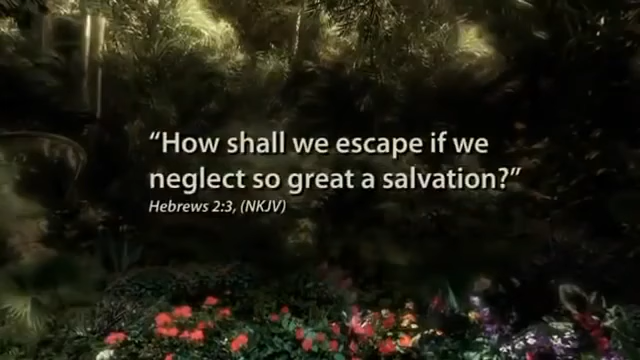 “How shall we escape if we
neglect so great a salvation?”
Hebrews 2:3, (NKJV)